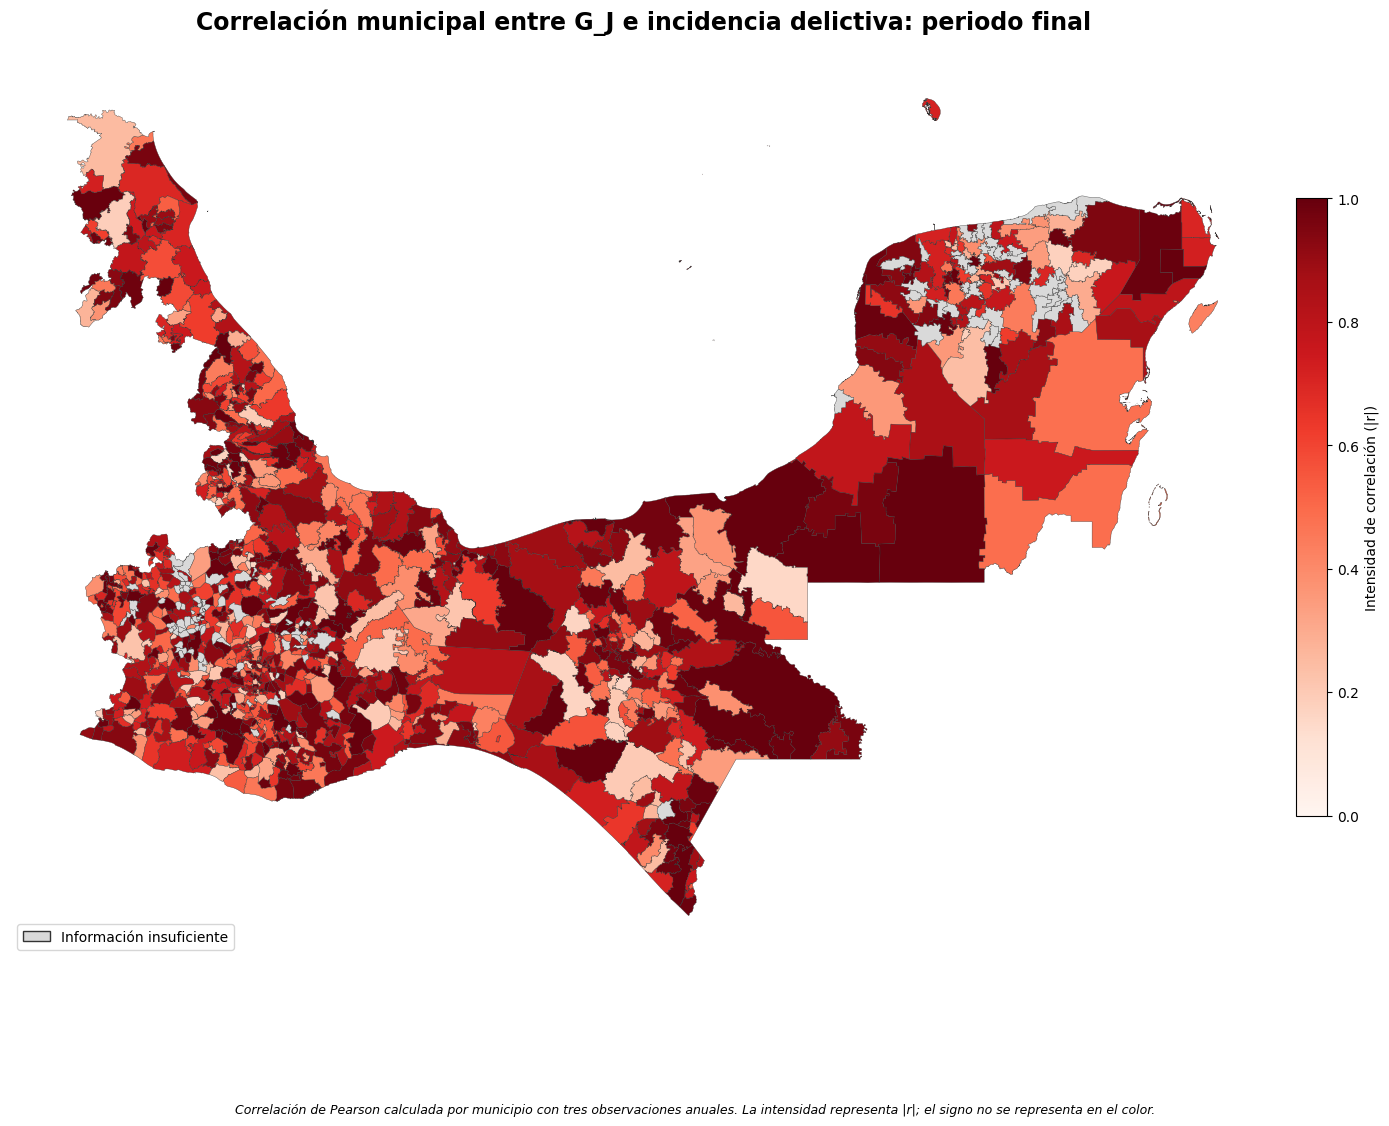 Correlación municipal entre G_J e incidencia delictiva: periodo final
1.0
0.8
0.6
0.4
0.2
0.0
Intensidad de correlación (|r|)
Información insuficiente
Correlación de Pearson calculada por municipio con tres observaciones anuales. La intensidad representa |r|; el signo no se representa en el color.